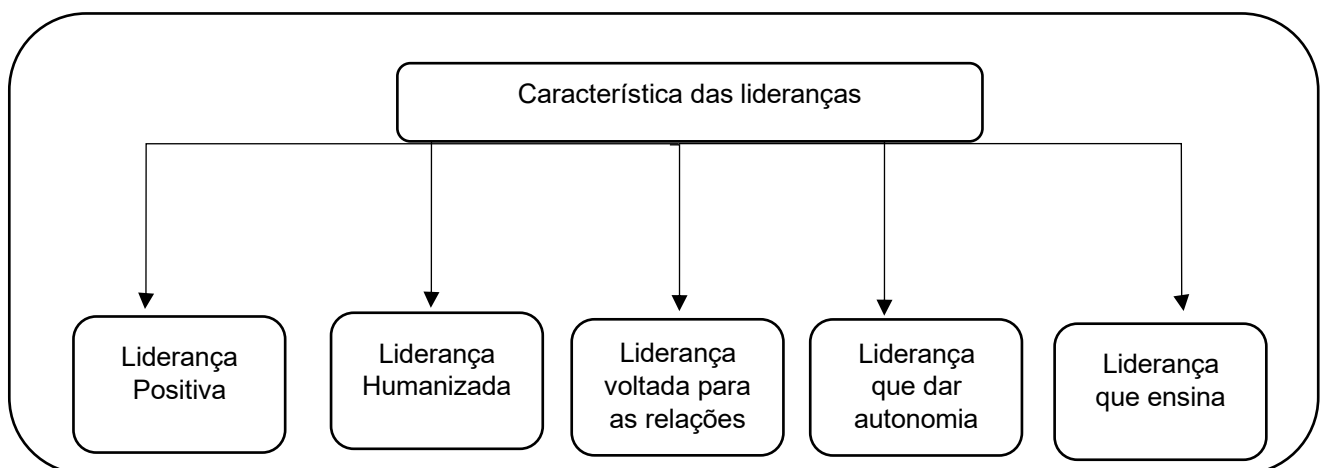 Característica das lideranças
Liderança
Positiva
Liderança
Humanizada
Liderança
voltada para
as relações
Liderança
que dar
autonomia
Liderança
que ensina